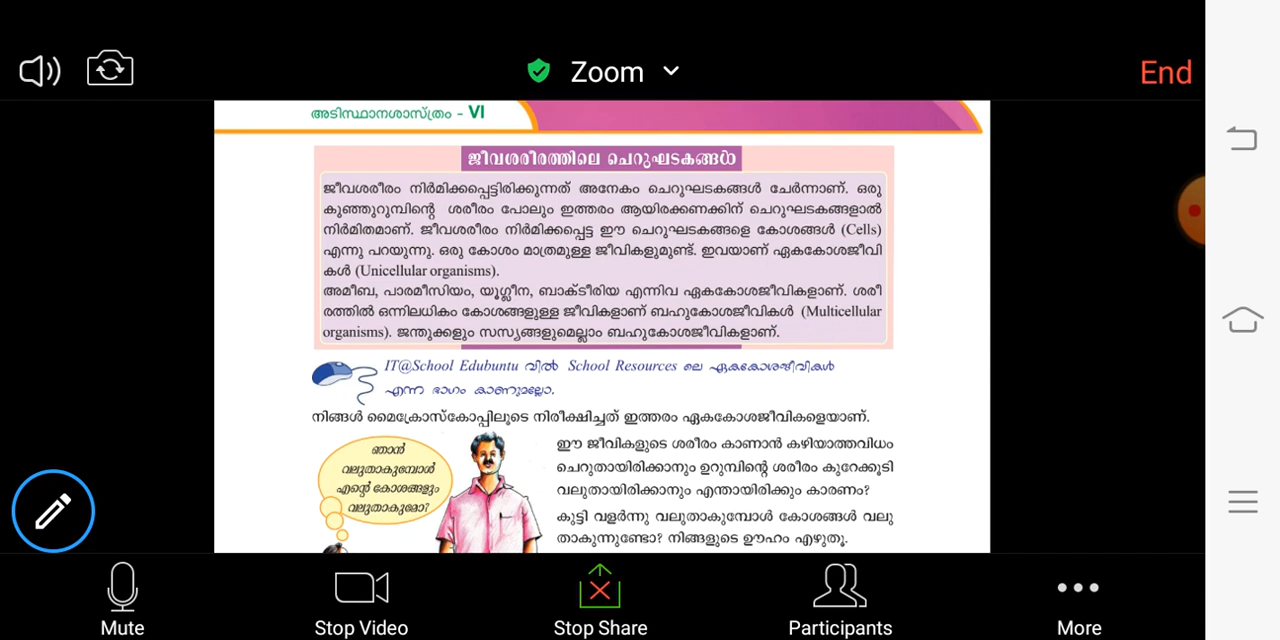 Zoom
End
അടിസ്ഥാനശാസ്ത്രം - VI
ജീവശരീരത്തിലെ ചെറുഘടകങ്ങൾ
ജീവശരീരം നിർമിക്കപ്പെട്ടിരിക്കുന്നത് അനേകം ചെറുഘടകങ്ങൾ ചേർന്നാണ്. ഒരു
കുഞ്ഞുറുമ്പിന്റെ ശരീരം പോലും ഇത്തരം ആയിരക്കണക്കിന് ചെറുഘടകങ്ങളാൽ
നിർമിതമാണ്. ജീവശരീരം നിർമിക്കപ്പെട്ട ഈ ചെറുഘടകങ്ങളെ കോശങ്ങൾ (Cells)
എന്നു പറയുന്നു. ഒരു കോശം മാത്രമുള്ള ജീവികളുമുണ്ട്. ഇവയാണ് ഏകകോശജീവി
കൾ (Unicellular organisms).
അമീബ, പാരമീസിയം, യൂഗ്ലീന, ബാക്ടീരിയ എന്നിവ ഏകകോശജീവികളാണ്. ശരീ
രത്തിൽ ഒന്നിലധികം കോശങ്ങളുള്ള ജീവികളാണ് ബഹുകോശജീവികൾ (Multicellular
organisms). ജന്തുക്കളും സസ്യങ്ങളുമെല്ലാം ബഹുകോശജീവികളാണ്.
IT@School Edubuntu വിൽ School Resources ലെ ഏകകോശജീവികൾ
എന്ന ഭാഗം കാണുമല്ലോ.
നിങ്ങൾ മൈക്രോസ്കോപ്പിലൂടെ നിരീക്ഷിച്ചത് ഇത്തരം ഏകകോശജീവികളെയാണ്.
ഞാൻ
വലുതാകുമ്പോൾ
എന്റെ കോശങ്ങളും
വലുതാകുമോ?
ഈ ജീവികളുടെ ശരീരം കാണാൻ കഴിയാത്തവിധം
ചെറുതായിരിക്കാനും ഉറുമ്പിന്റെ ശരീരം കുറേക്കൂടി
വലുതായിരിക്കാനും എന്തായിരിക്കും കാരണം?
കുട്ടി വളർന്നു വലുതാകുമ്പോൾ കോശങ്ങൾ വലു
താകുന്നുണ്ടോ? നിങ്ങളുടെ ഊഹം എഴുതൂ.
Mute
Stop Video
Stop Share
Participants
More